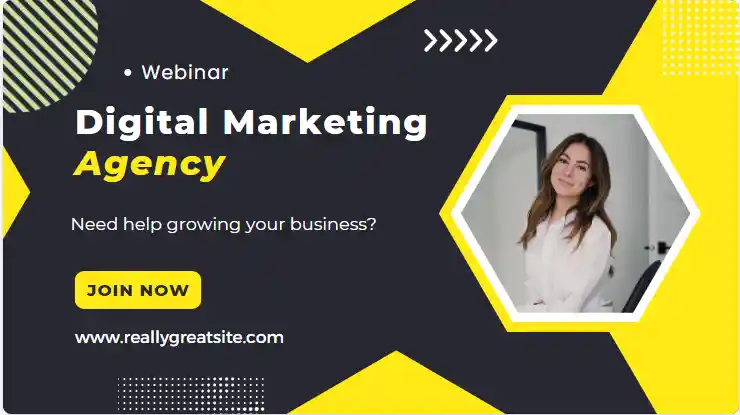 • Webinar
Digital Marketing
Agency
Need help growing your business?
JOIN NOW
www.reallygreatsite.com